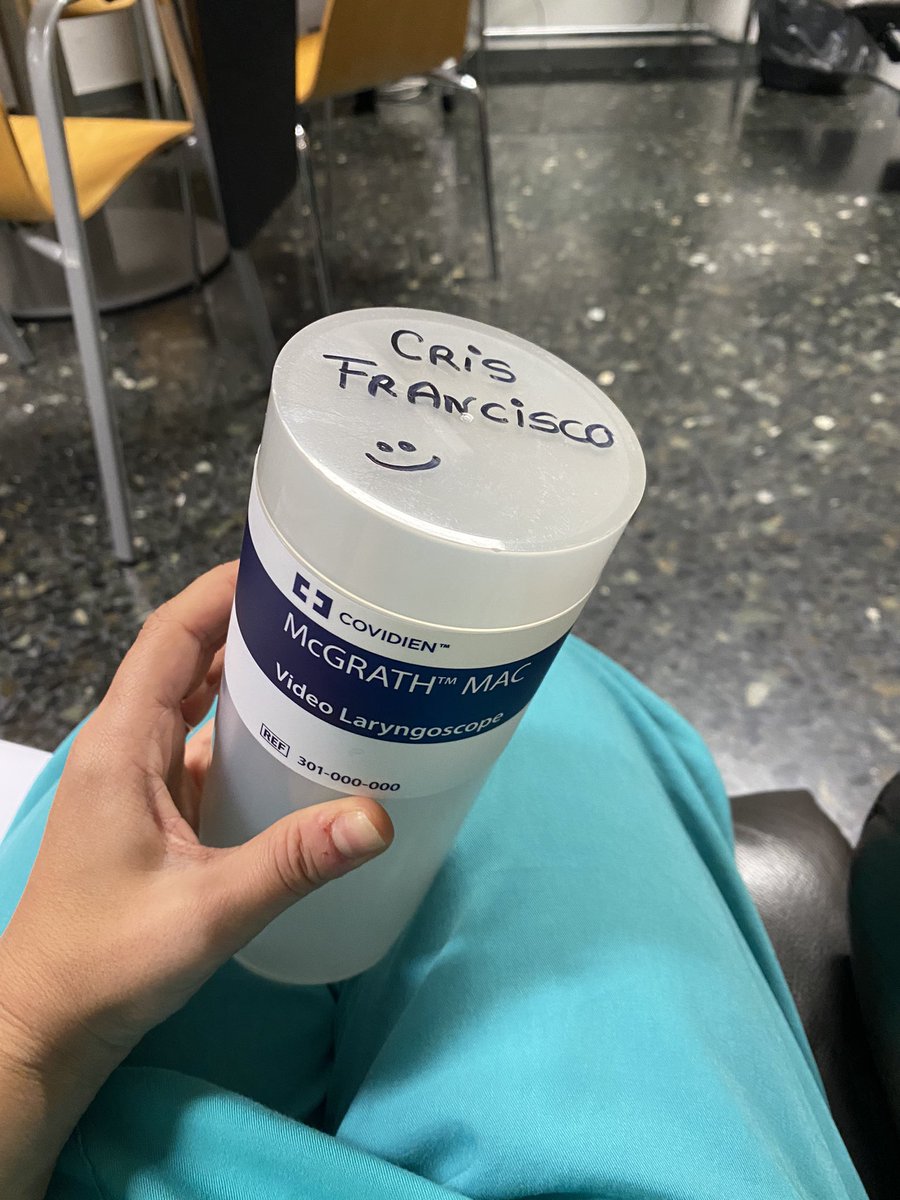 CRiS
FRANCiSCO
COVIDIEN™
McGRATH™ MAC
Video Laryngoscope
REF 301-000-000